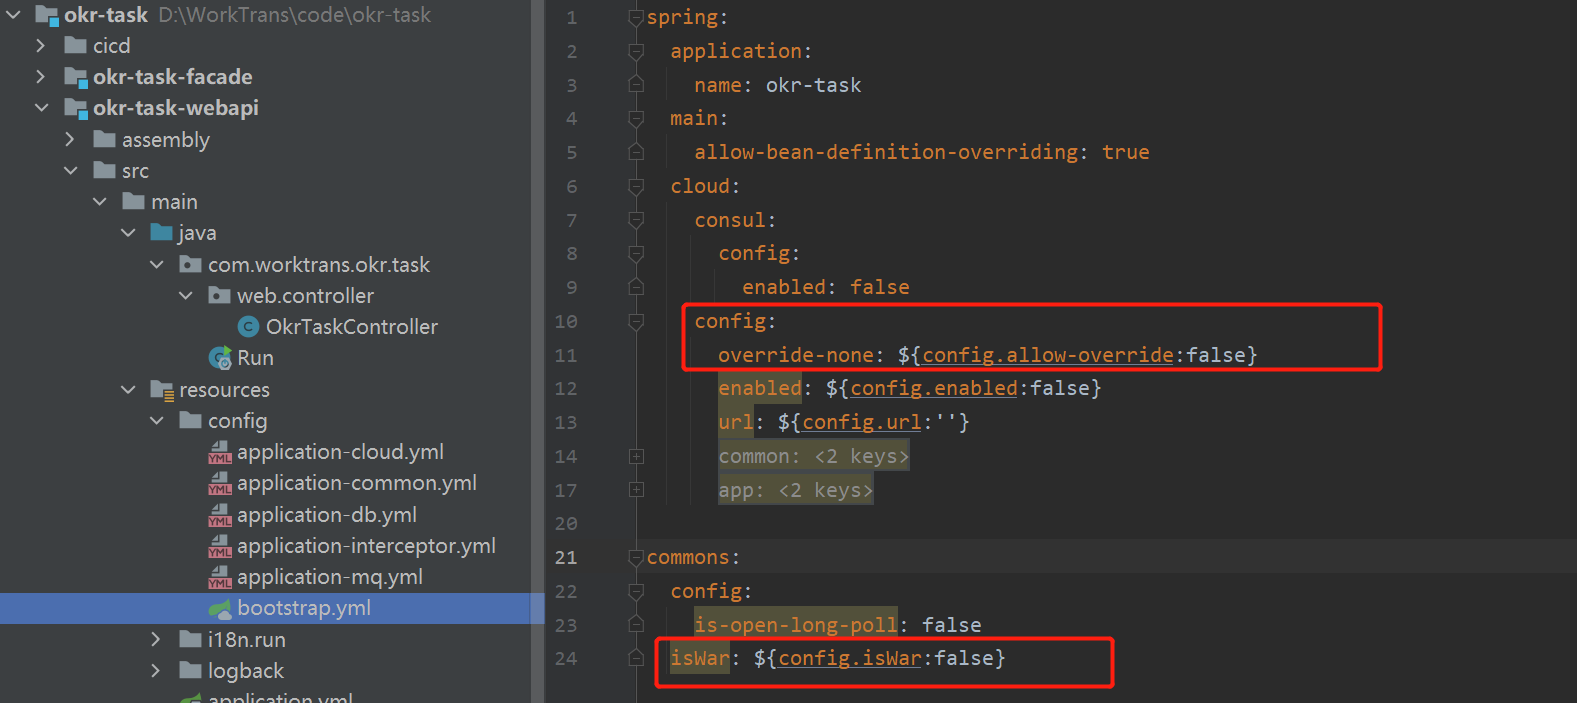 okr-task D:\WorkTrans\code\okr-task
cicd
okr-task-facade
okr-task-webapi
assembly
src
main
java
com.worktrans.okr.task
web.controller
OkrTaskController
Run
resources
config
application-cloud.yml
application-common.yml
application-db.yml
application-interceptor.yml
application-mq.yml
bootstrap.yml
i18n.run
logback
application.yml
1 spring:
2 application:
3 name: okr-task
4 main:
5 allow-bean-definition-overriding: true
6 cloud:
7 consul:
8 config:
9 enabled: false
10 config:
11 override-none: ${config.allow-override:false}
12 enabled: ${config.enabled:false}
13 url: ${config.url:''}
14 common: <2 keys>
17 app: <2 keys>
20
21 commons:
22 config:
23 is-open-long-poll: false
24 isWar: ${config.isWar:false}